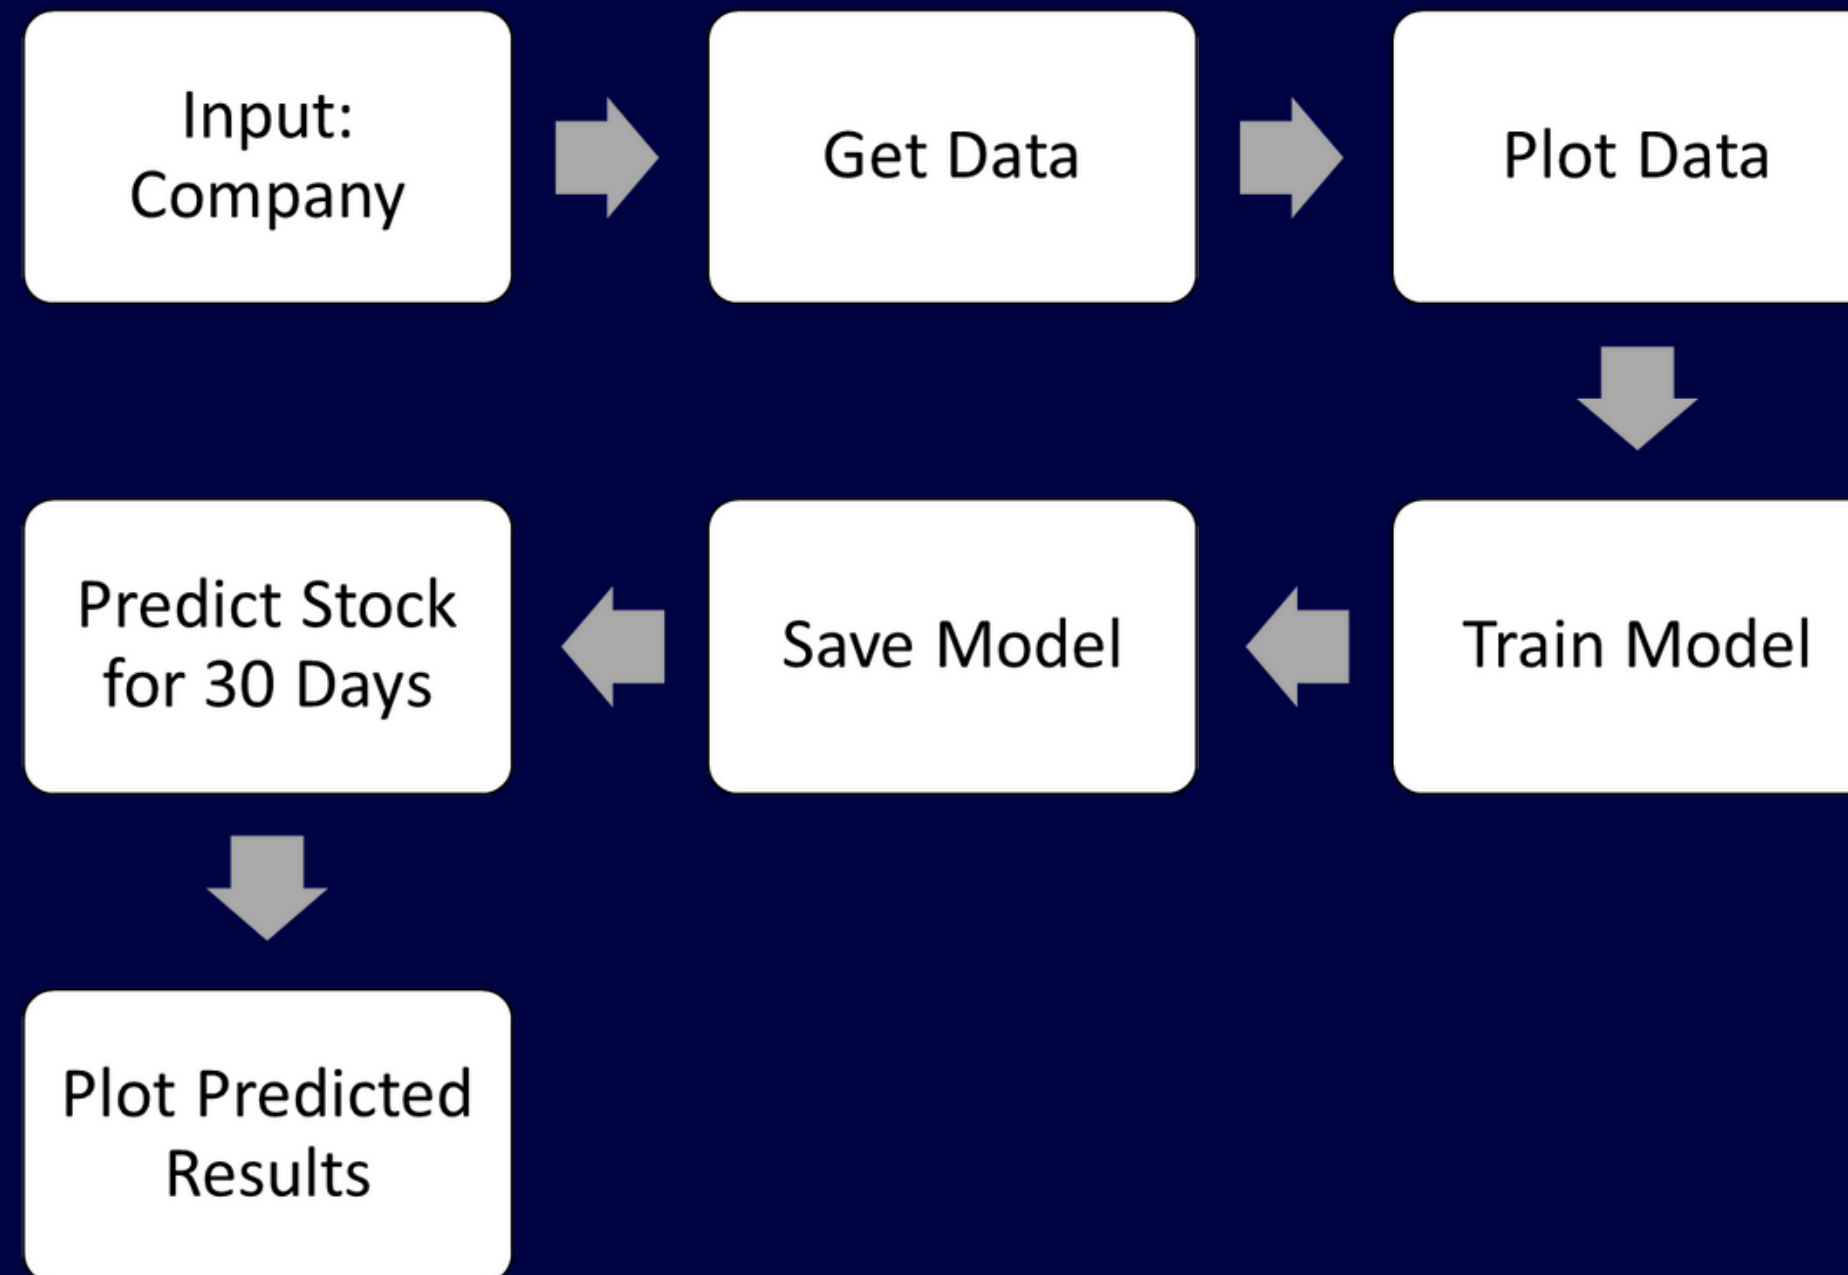 Input:
Company
Get Data
Plot Data
Train Model
Save Model
Predict Stock
for 30 Days
Plot Predicted
Results